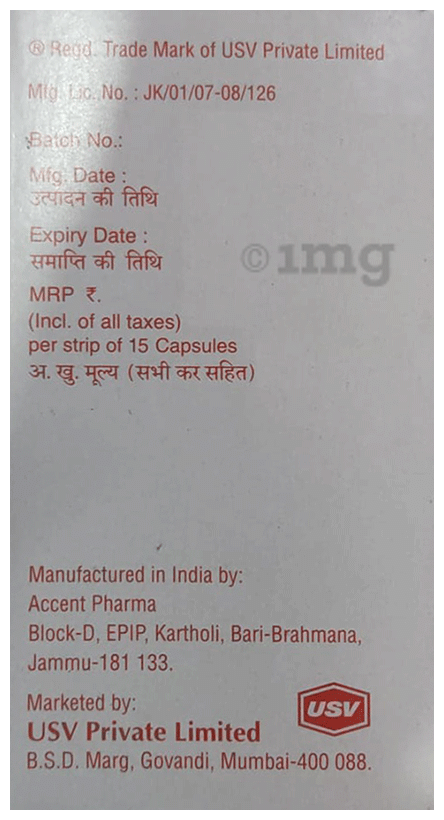 ® Regd. Trade Mark of USV Private Limited
Mfg. Lic. No. : JK/01/07-08/126
Batch No.:
Mfg. Date :
उत्पादन की तिथि
Expiry Date :
समाप्ति की तिथि
©1mg
MRP ₹.
(Incl. of all taxes)
per strip of 15 Capsules
अ. खु. मूल्य (सभी कर सहित)
Manufactured in India by:
Accent Pharma
Block-D, EPIP, Kartholi, Bari-Brahmana,
Jammu-181 133.
Marketed by:
USV
USV Private Limited
B.S.D. Marg, Govandi, Mumbai-400 088.